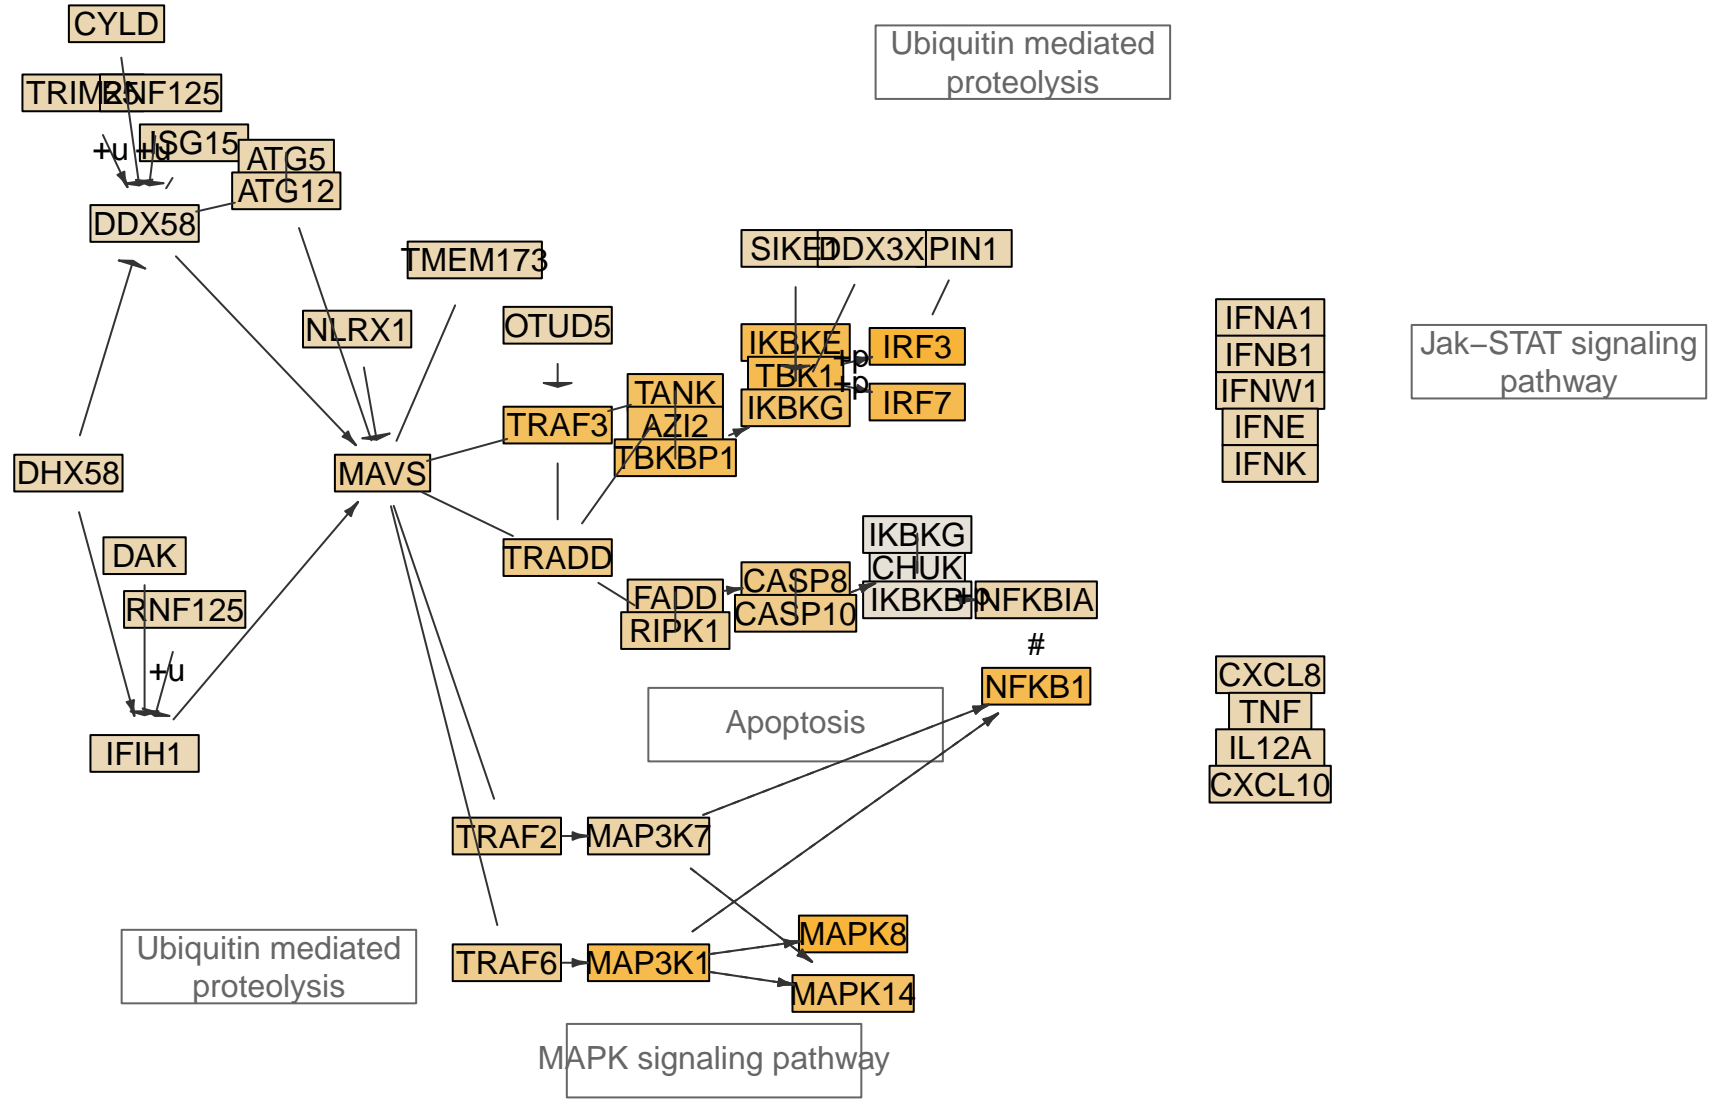 CYLD
Ubiquitin mediated
proteolysis
TRIM25
RNF125
+u
+u
ISG15
ATG5
ATG12
DDX58
TMEM173
SIKE1
DDX3X
PIN1
NLRX1
OTUD5
IKBKE
+p
IRF3
TBK1
+p
IKBKG
IRF7
IFNA1
IFNB1
IFNW1
IFNE
IFNK
Jak−STAT signaling
pathway
TANK
TRAF3
AZI2
TBKBP1
DHX58
MAVS
DAK
RNF125
+u
IFIH1
TRADD
FADD
RIPK1
CASP8
CASP10
IKBKG
CHUK
IKBKB
+p
NFKBIA
#
NFKB1
Apoptosis
CXCL8
TNF
IL12A
CXCL10
TRAF2
MAP3K7
TRAF6
MAP3K1
MAPK8
MAPK14
Ubiquitin mediated
proteolysis
MAPK signaling pathway